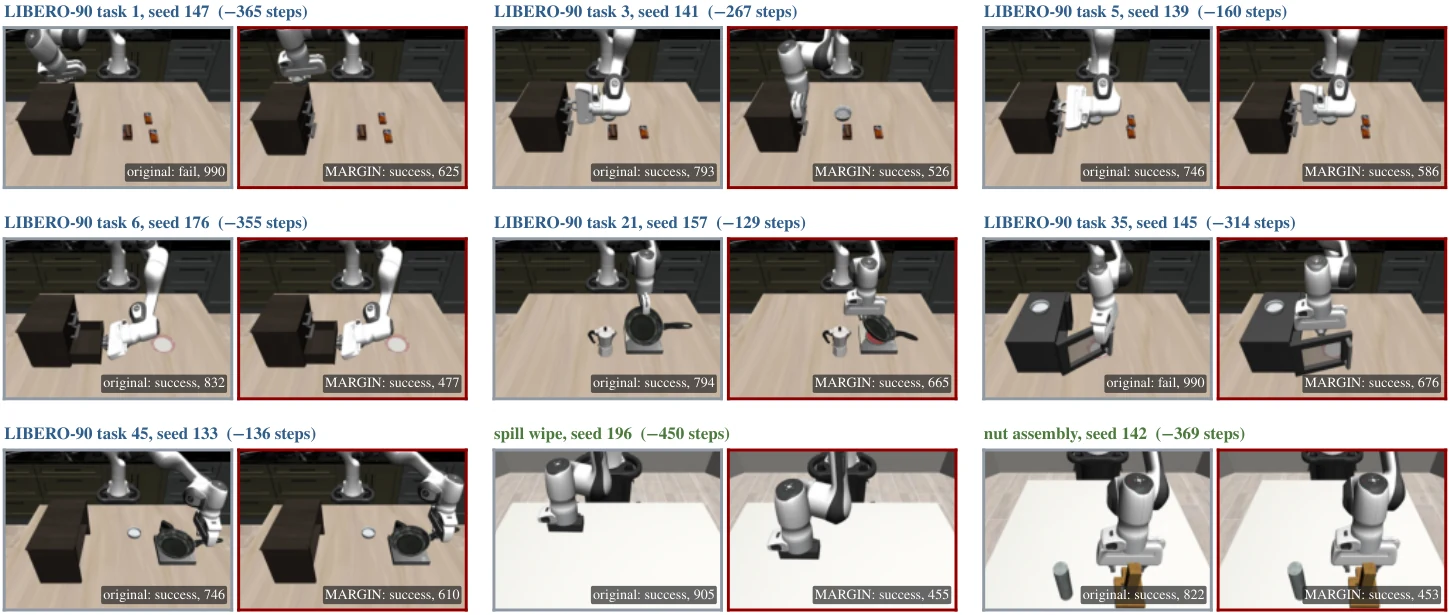 LIBERO-90 task 1, seed 147 (−365 steps)
original: fail, 990
MARGIN: success, 625
LIBERO-90 task 3, seed 141 (−267 steps)
original: success, 793
MARGIN: success, 526
LIBERO-90 task 5, seed 139 (−160 steps)
original: success, 746
MARGIN: success, 586
LIBERO-90 task 6, seed 176 (−355 steps)
original: success, 832
MARGIN: success, 477
LIBERO-90 task 21, seed 157 (−129 steps)
original: success, 794
MARGIN: success, 665
LIBERO-90 task 35, seed 145 (−314 steps)
original: fail, 990
MARGIN: success, 676
LIBERO-90 task 45, seed 133 (−136 steps)
original: success, 746
MARGIN: success, 610
spill wipe, seed 196 (−450 steps)
original: success, 905
MARGIN: success, 455
nut assembly, seed 142 (−369 steps)
original: success, 822
MARGIN: success, 453